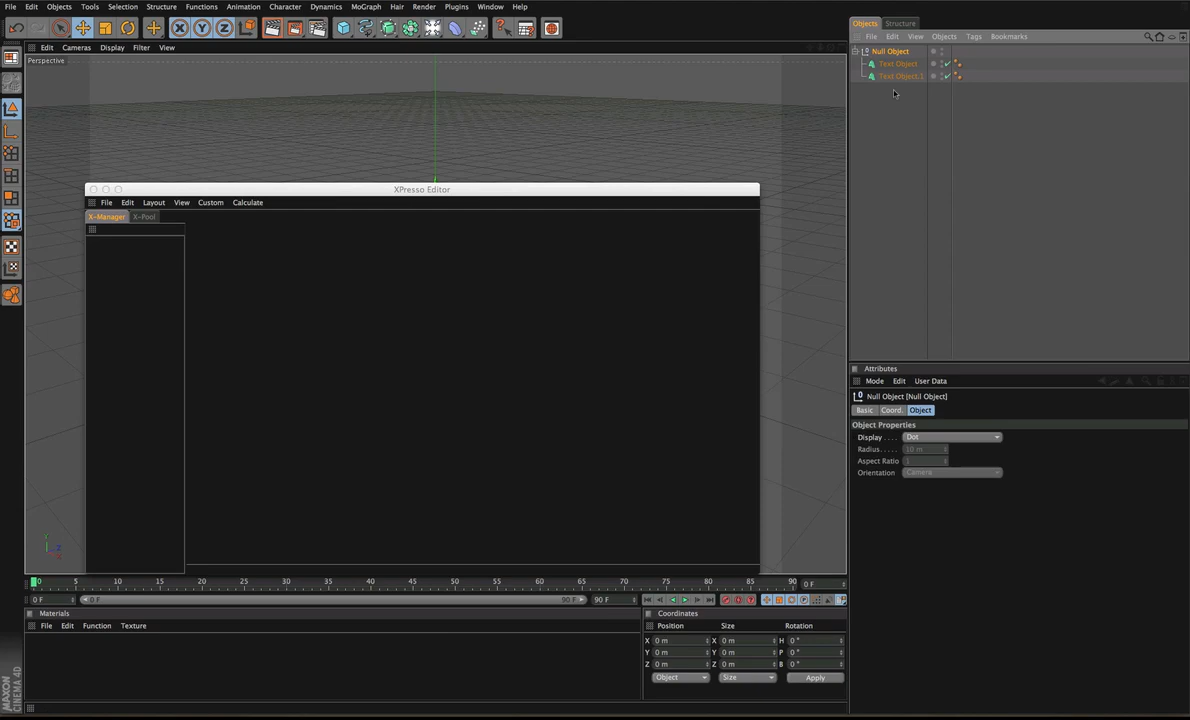 File Edit Objects Tools Selection Structure Functions Animation Character Dynamics MoGraph Hair Render Plugins Window Help
Edit Cameras Display Filter View
Perspective
XPresso Editor
File Edit Layout View Custom Calculate
X-Manager X-Pool
Objects Structure
File Edit View Objects Tags Bookmarks
Null Object
Text Object
Text Object.1
Attributes
Mode Edit User Data
Null Object [Null Object]
Basic Coord. Object
Object Properties
Display . . . . Dot
Radius. . . . . 10 m
Aspect Ratio 1
Orientation Camera
0 5 10 15 20 25 30 35 40 45 50 55 60 65 70 75 80 85 90 0 F
0 F 0 F 90 F 90 F
Materials
File Edit Function Texture
Coordinates
Position Size Rotation
X 0 m X 0 m H 0 °
Y 0 m Y 0 m P 0 °
Z 0 m Z 0 m B 0 °
Object Size Apply
MAXON CINEMA 4D